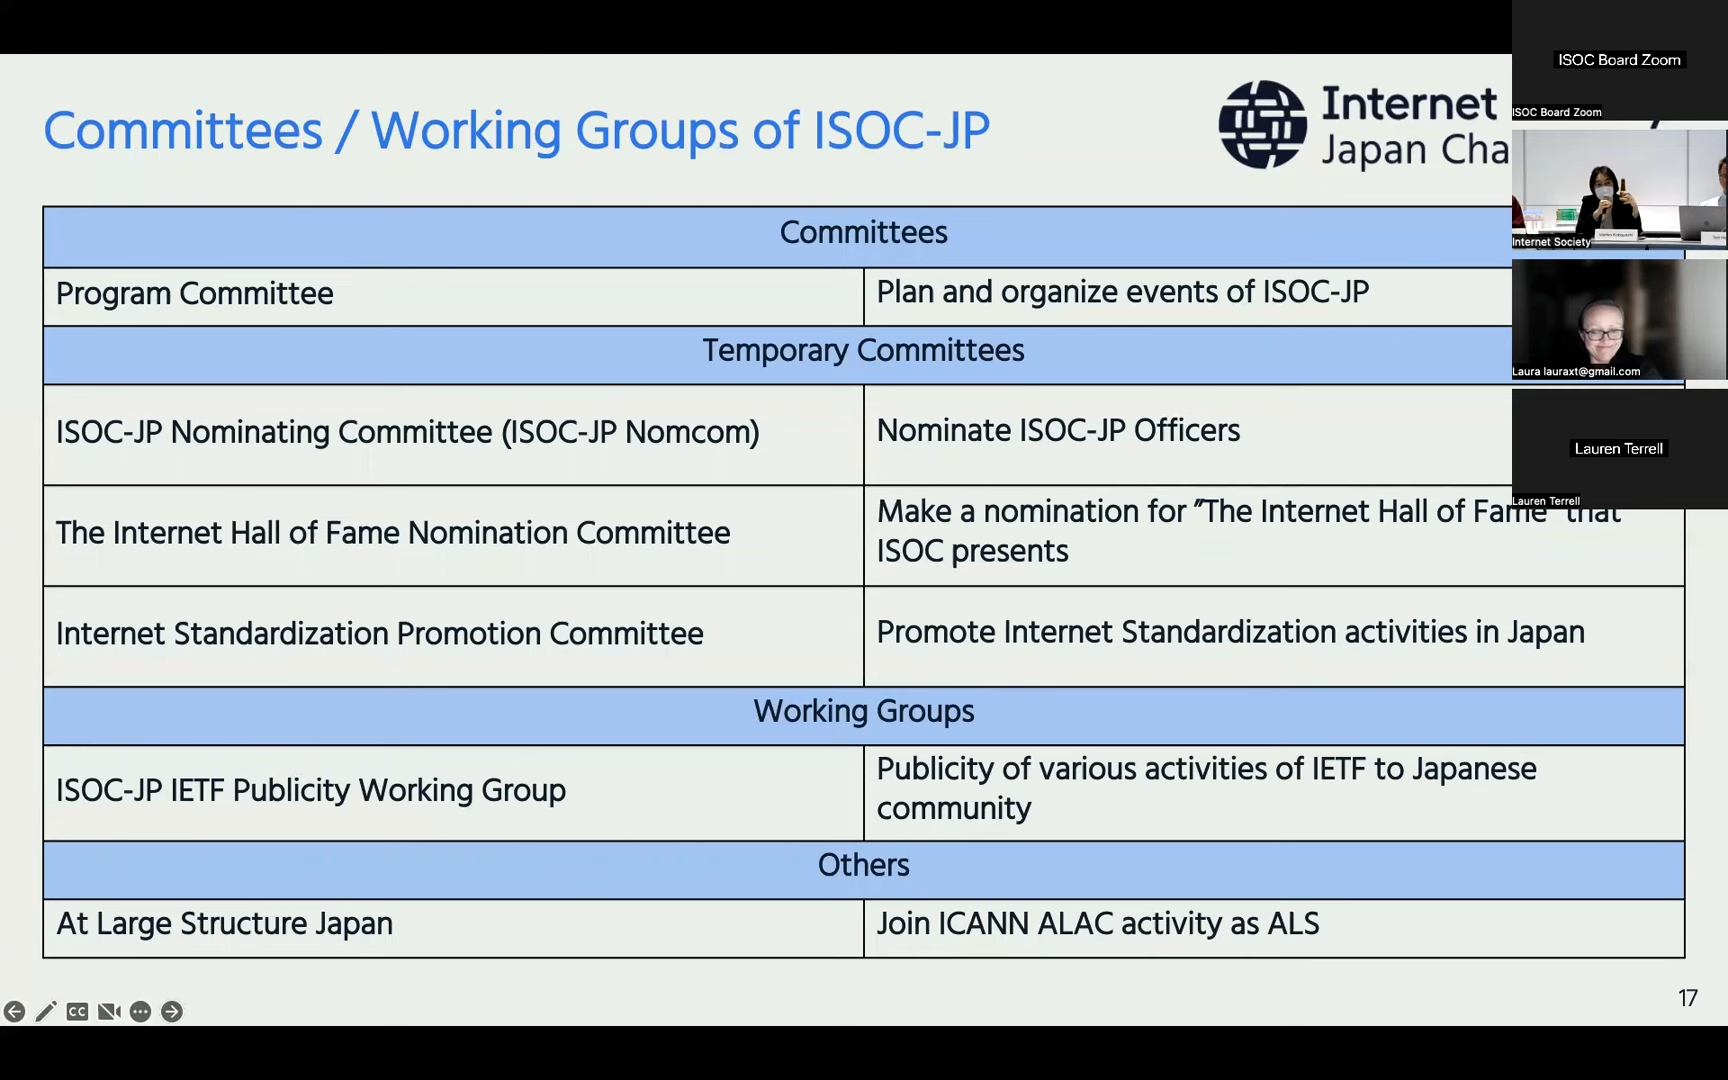 Committees / Working Groups of ISOC-JP
Internet
Japan Cha
Committees
Program Committee
Plan and organize events of ISOC-JP
Temporary Committees
ISOC-JP Nominating Committee (ISOC-JP Nomcom)
Nominate ISOC-JP Officers
The Internet Hall of Fame Nomination Committee
Make a nomination for "The Internet Hall of Fame" that
ISOC presents
Internet Standardization Promotion Committee
Promote Internet Standardization activities in Japan
Working Groups
ISOC-JP IETF Publicity Working Group
Publicity of various activities of IETF to Japanese
community
Others
At Large Structure Japan
Join ICANN ALAC activity as ALS
17
CC
ISOC Board Zoom
ISOC Board Zoom
Internet Society
Laura lauraxt@gmail.com
Lauren Terrell
Lauren Terrell